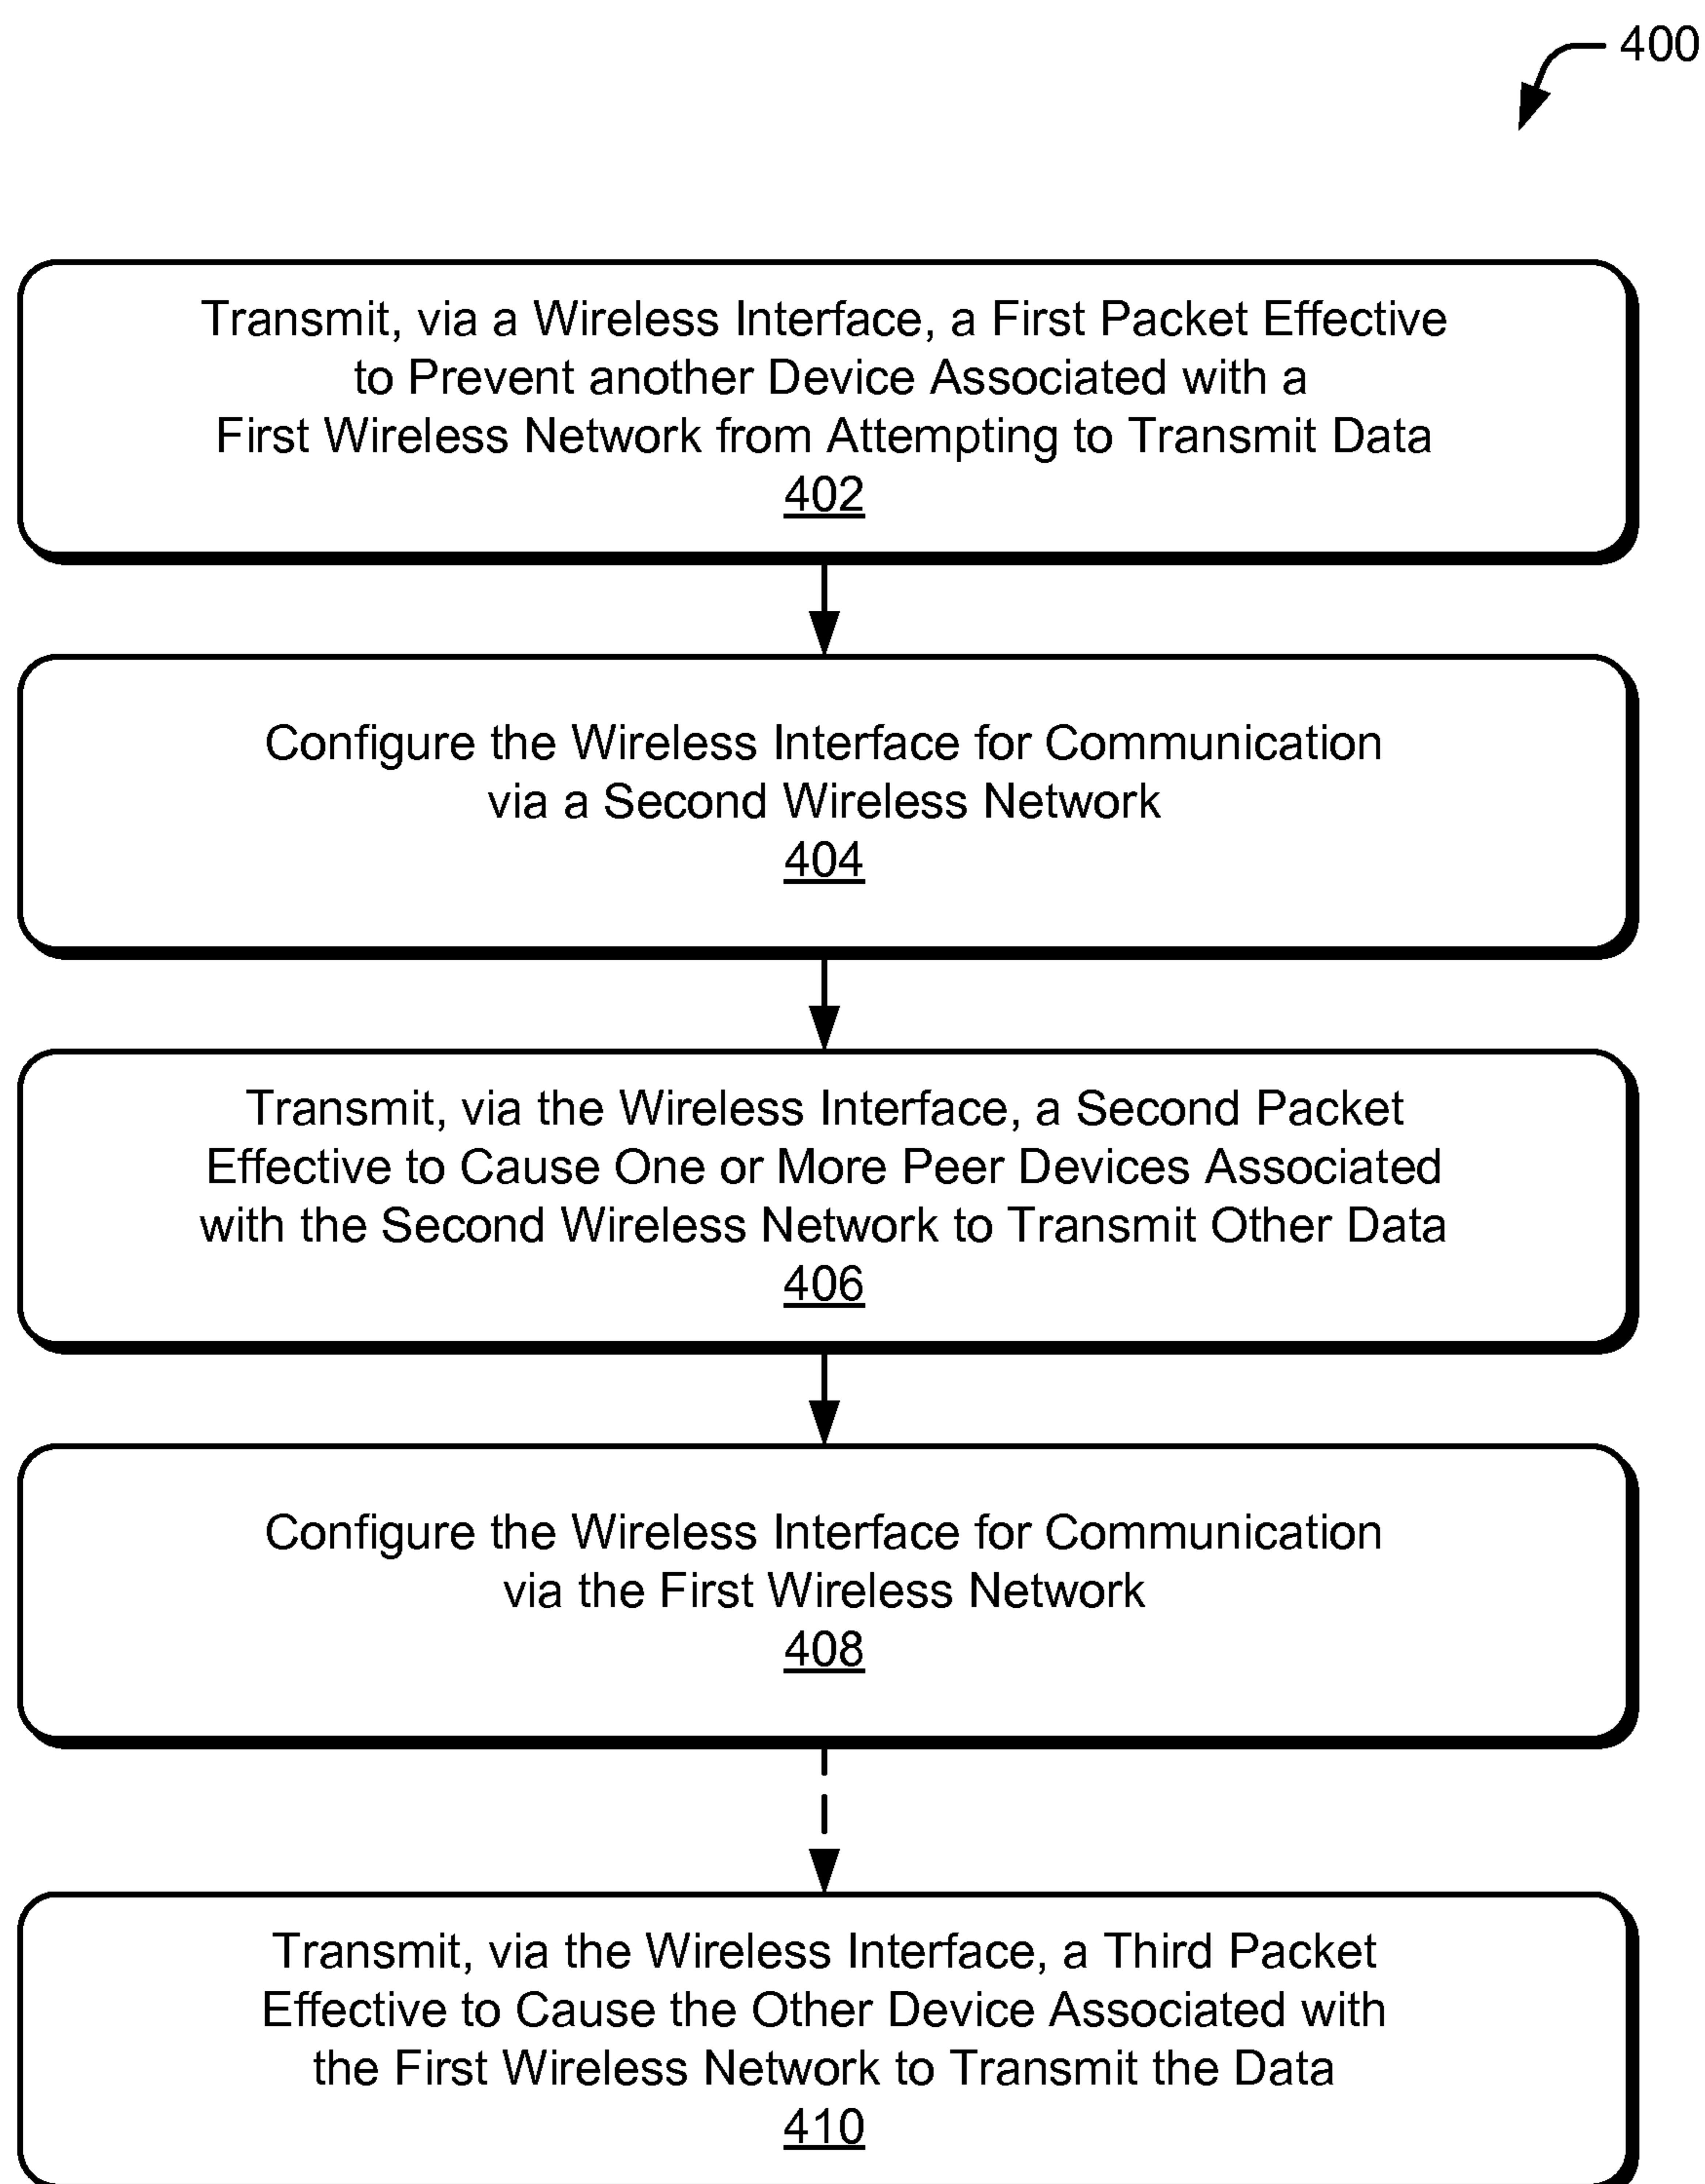 400
Transmit, via a Wireless Interface, a First Packet Effective
to Prevent another Device Associated with a
First Wireless Network from Attempting to Transmit Data
402
Configure the Wireless Interface for Communication
via a Second Wireless Network
404
Transmit, via the Wireless Interface, a Second Packet
Effective to Cause One or More Peer Devices Associated
with the Second Wireless Network to Transmit Other Data
406
Configure the Wireless Interface for Communication
via the First Wireless Network
408
Transmit, via the Wireless Interface, a Third Packet
Effective to Cause the Other Device Associated with
the First Wireless Network to Transmit the Data
410